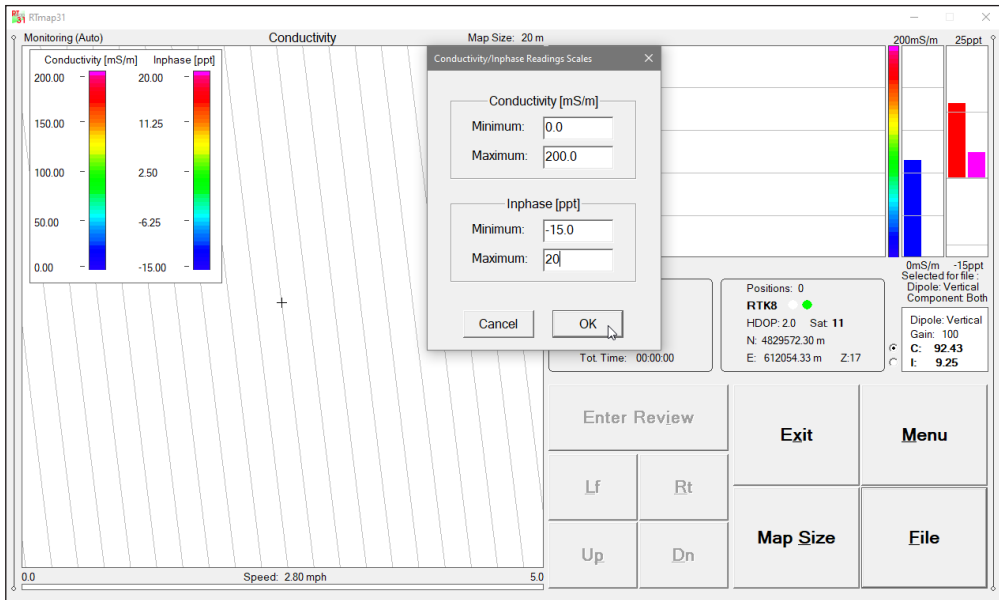 RT
31 RTmap31
Monitoring (Auto) Conductivity Map Size: 20 m
Conductivity [mS/m] Inphase [ppt]
200.00 20.00
150.00 11.25
100.00 2.50
50.00 -6.25
0.00 -15.00
0.0 Speed: 2.80 mph 5.0
Conductivity/Inphase Readings Scales
Conductivity [mS/m]
Minimum: 0.0
Maximum: 200.0
Inphase [ppt]
Minimum: -15.0
Maximum: 20
Cancel OK
Tot. Time: 00:00:00
200mS/m 25ppt
0mS/m -15ppt
Selected for file :
Dipole: Vertical
Component: Both
Positions: 0
RTK8
HDOP: 2.0 Sat: 11
N: 4829572.30 m
E: 612054.33 m Z:17
Dipole: Vertical
Gain: 100
C: 92.43
I: 9.25
Enter Review
Exit Menu
Lf Rt
Map Size File
Up Dn